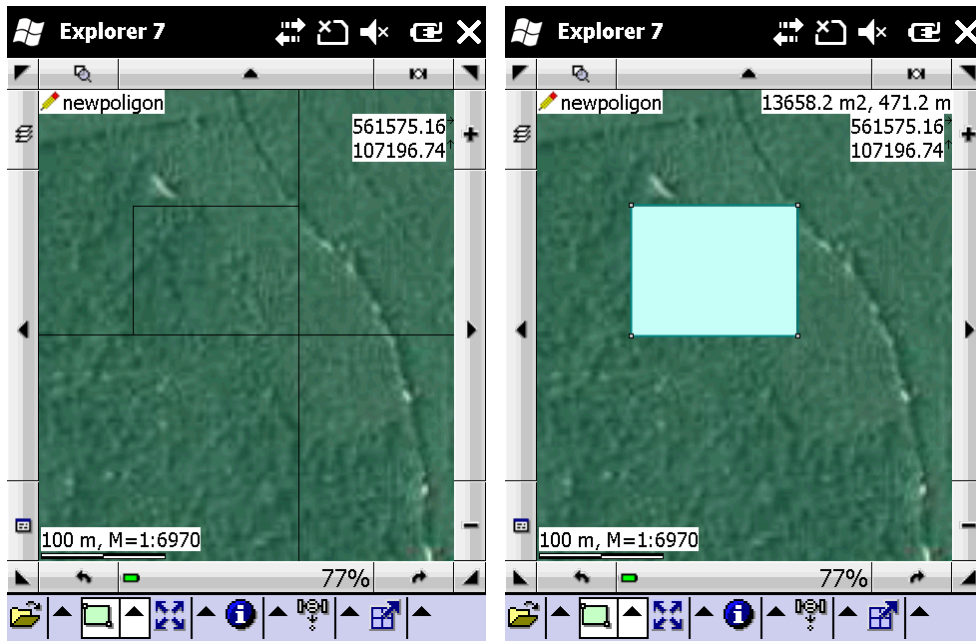 Explorer 7
newpoligon
561575.16
107196.74
100 m, M=1:6970
77%
Explorer 7
newpoligon
13658.2 m2, 471.2 m
561575.16
107196.74
100 m, M=1:6970
77%